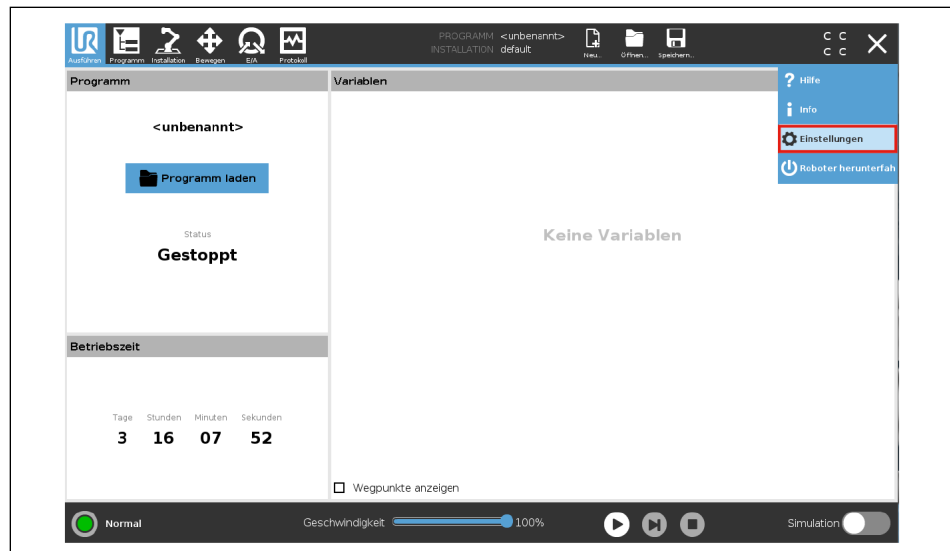 UR
PROGRAMM <unbenannt>
INSTALLATION default
C C
C C
Ausführen Programm Installation Bewegen E/A Protokoll
Neu... Öffnen... Speichern...
Programm
Variablen
Hilfe
Info
Einstellungen
Roboter herunterfah
<unbenannt>
Programm laden
Status
Gestoppt
Keine Variablen
Betriebszeit
Tage Stunden Minuten Sekunden
3 16 07 52
Wegpunkte anzeigen
Normal
Geschwindigkeit 100%
Simulation